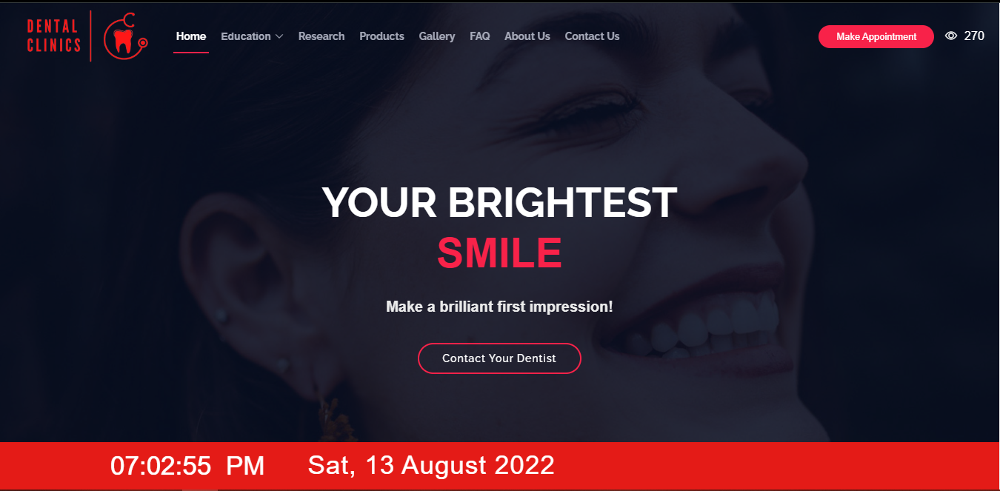 DENTAL
CLINICS
Home Education Research Products Gallery FAQ About Us Contact Us
Make Appointment 270
YOUR BRIGHTEST
SMILE
Make a brilliant first impression!
Contact Your Dentist
07:02:55 PM Sat, 13 August 2022